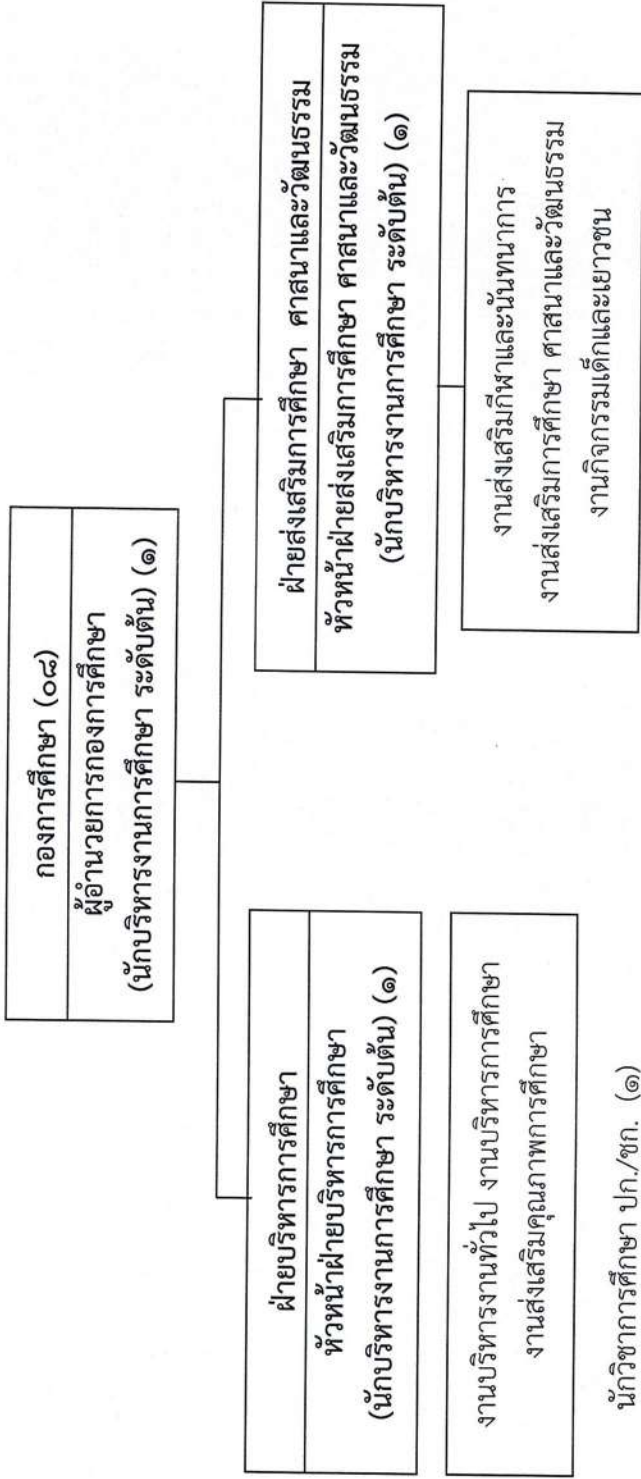 กองการศึกษา (๐๘)
ผู้อำนวยการกองการศึกษา
(นักบริหารงานการศึกษา ระดับต้น) (๑)
ฝ่ายบริหารการศึกษา
หัวหน้าฝ่ายบริหารการศึกษา
(นักบริหารงานการศึกษา ระดับต้น) (๑)
งานบริหารงานทั่วไป งานบริหารการศึกษา
งานส่งเสริมคุณภาพการศึกษา
นักวิชาการศึกษา ปก./ชก. (๑)
ฝ่ายส่งเสริมการศึกษา ศาสนาและวัฒนธรรม
หัวหน้าฝ่ายส่งเสริมการศึกษา ศาสนาและวัฒนธรรม
(นักบริหารงานการศึกษา ระดับต้น) (๑)
งานส่งเสริมกีฬาและนันทนาการ
งานส่งเสริมการศึกษา ศาสนาและวัฒนธรรม
งานกิจกรรมเด็กและเยาวชน